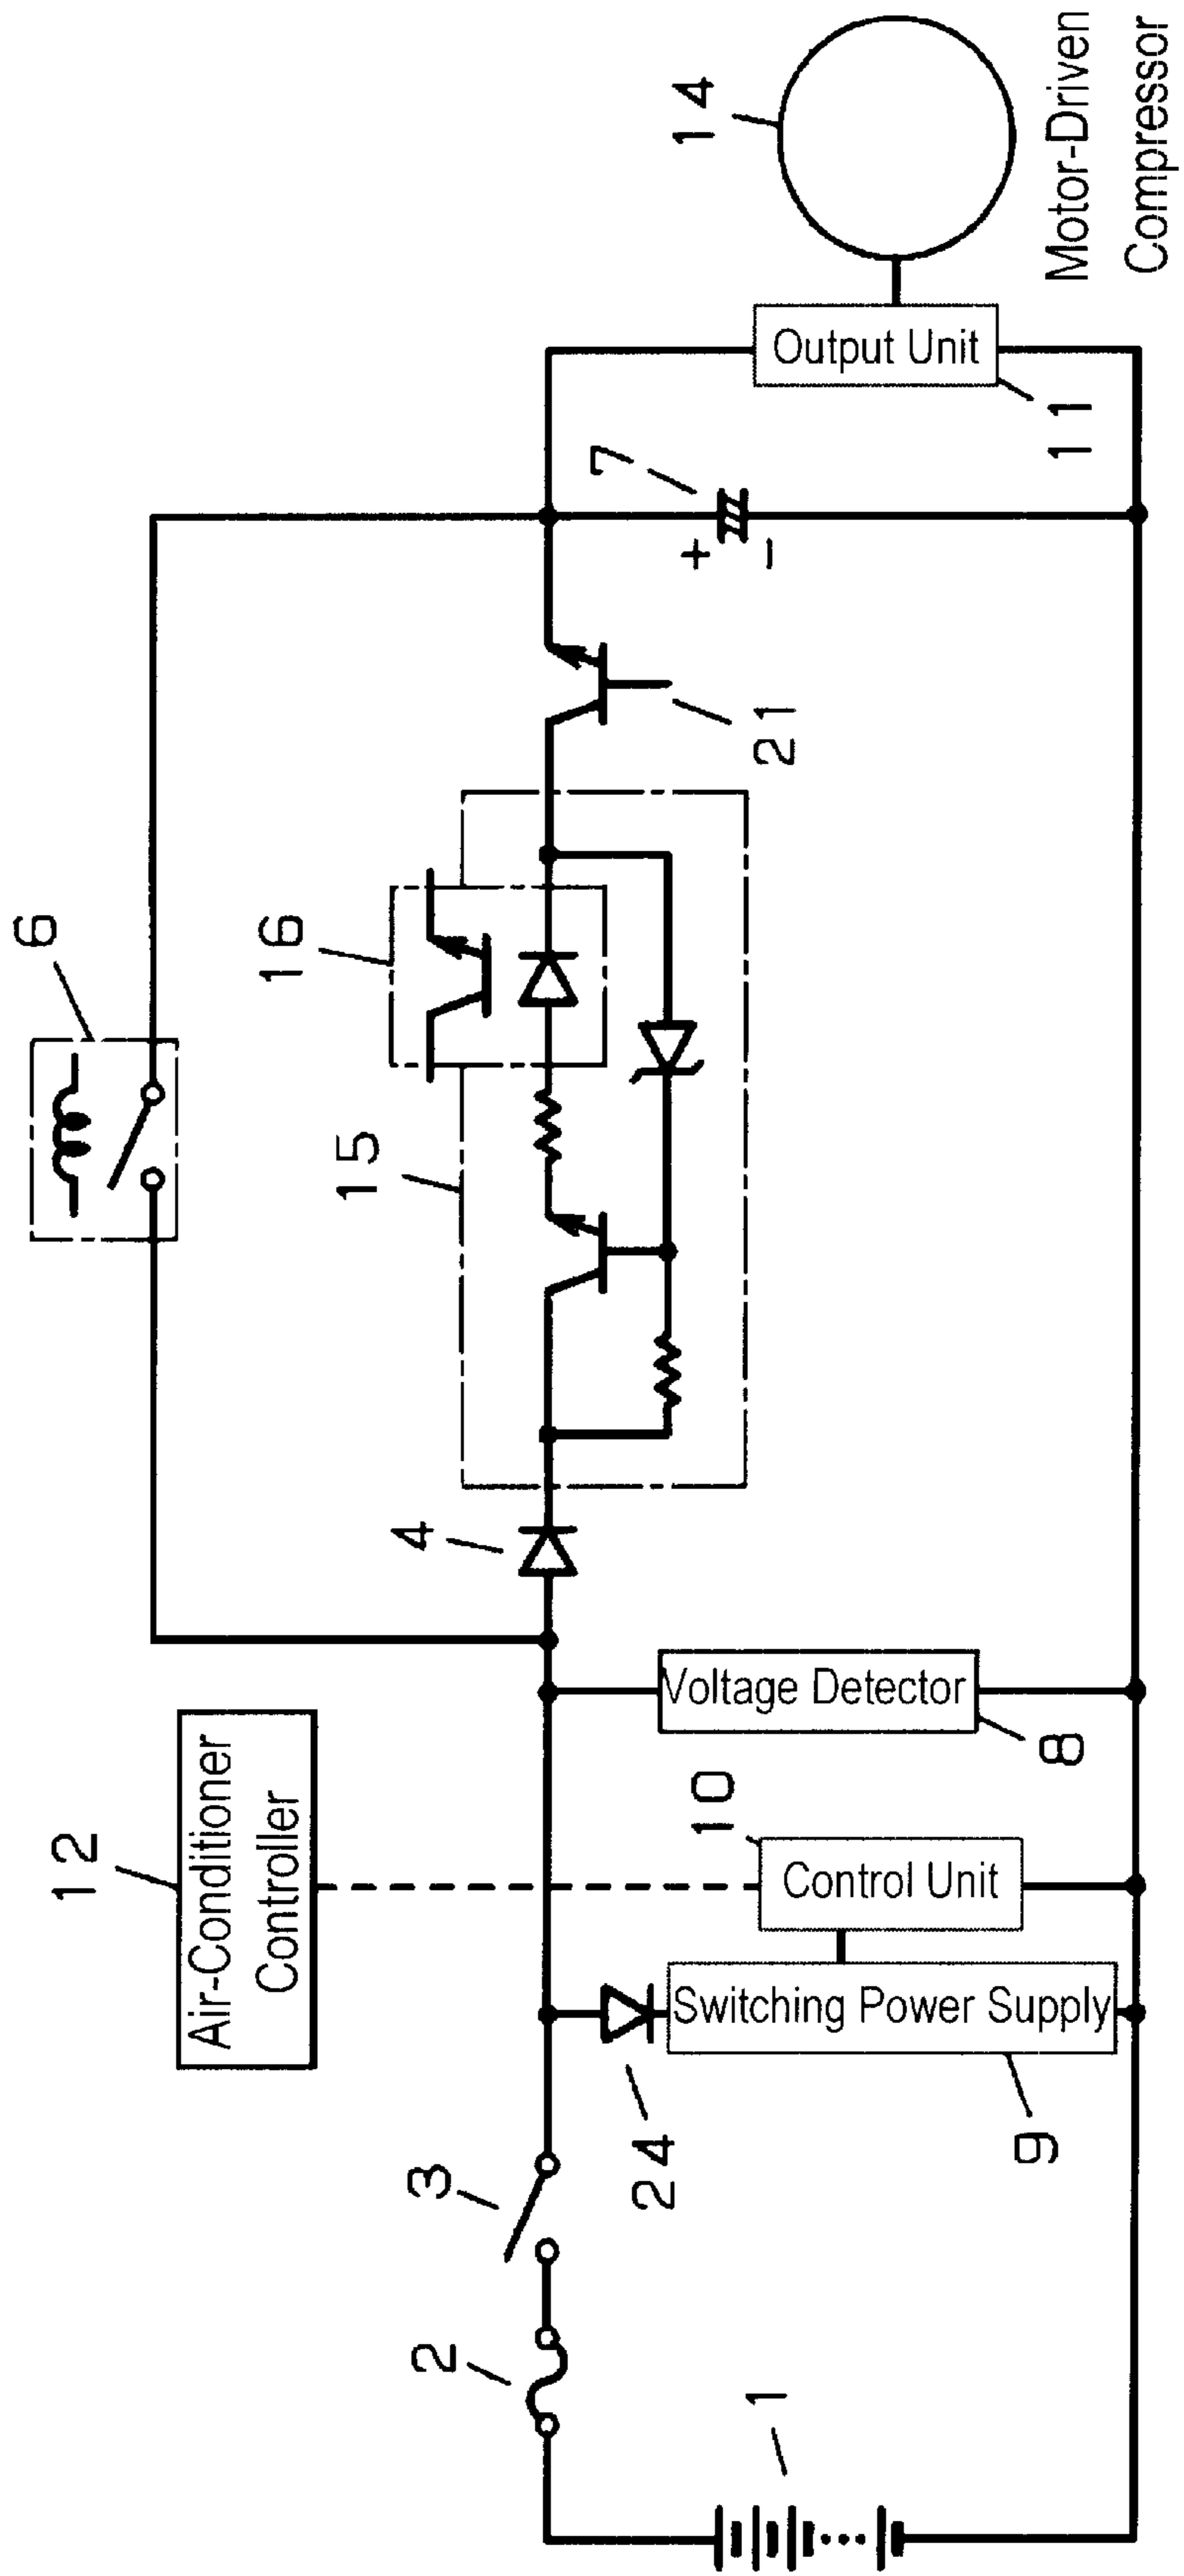 6
16
15
4
12
Air-Conditioner
Controller
3
2
1
24
Switching Power Supply
9
10
Control Unit
Voltage Detector
8
21
7
+
−
Output Unit
11
14
Motor-Driven
Compressor